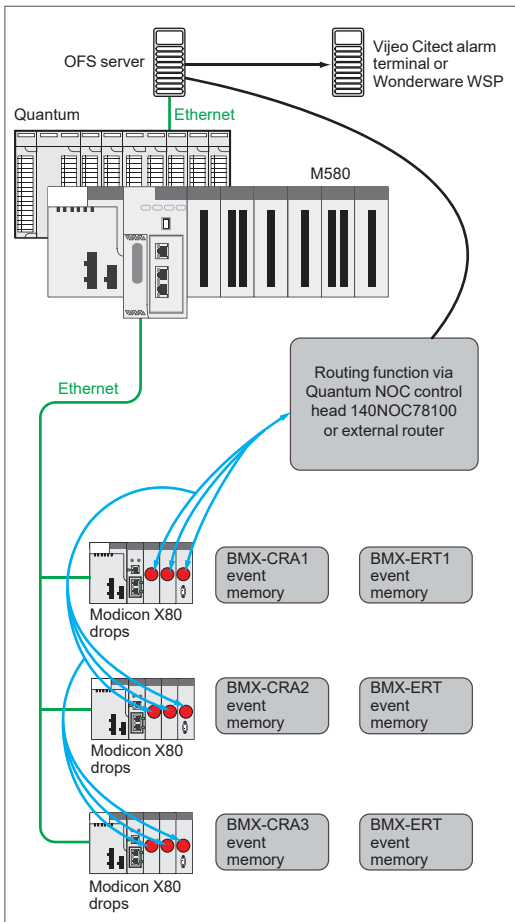 OFS server
Vijeo Citect alarm
terminal or
Wonderware WSP
Quantum
Ethernet
M580
Ethernet
Routing function via
Quantum NOC control
head 140NOC78100
or external router
BMX-CRA1
event
memory
BMX-ERT1
event
memory
Modicon X80
drops
BMX-CRA2
event
memory
BMX-ERT
event
memory
Modicon X80
drops
BMX-CRA3
event
memory
BMX-ERT
event
memory
Modicon X80
drops